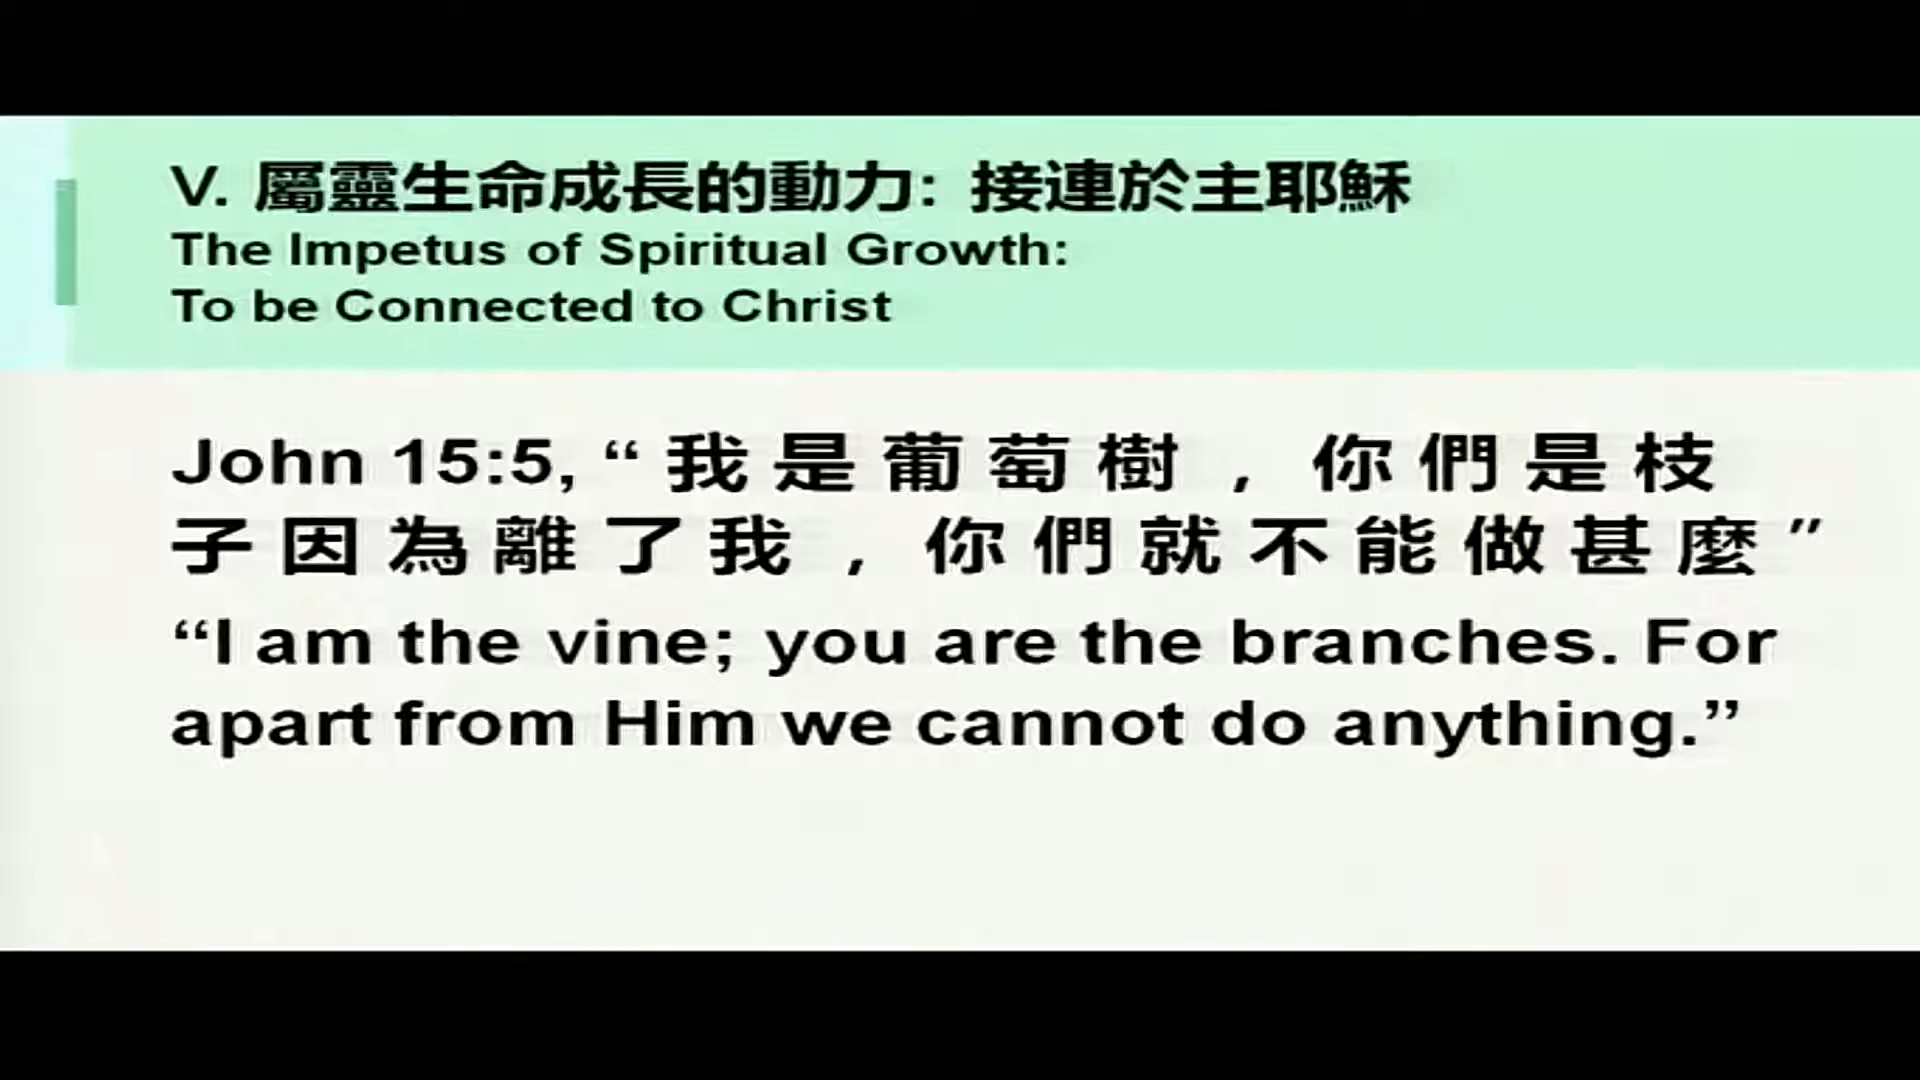 V. 屬靈生命成長的動力: 接連於主耶穌
The Impetus of Spiritual Growth:
To be Connected to Christ
John 15:5, “ 我 是 葡 萄 樹 ， 你 們 是 枝
子 因 為 離 了 我 ， 你 們 就 不 能 做 甚 麼 ”
“I am the vine; you are the branches. For
apart from Him we cannot do anything.”